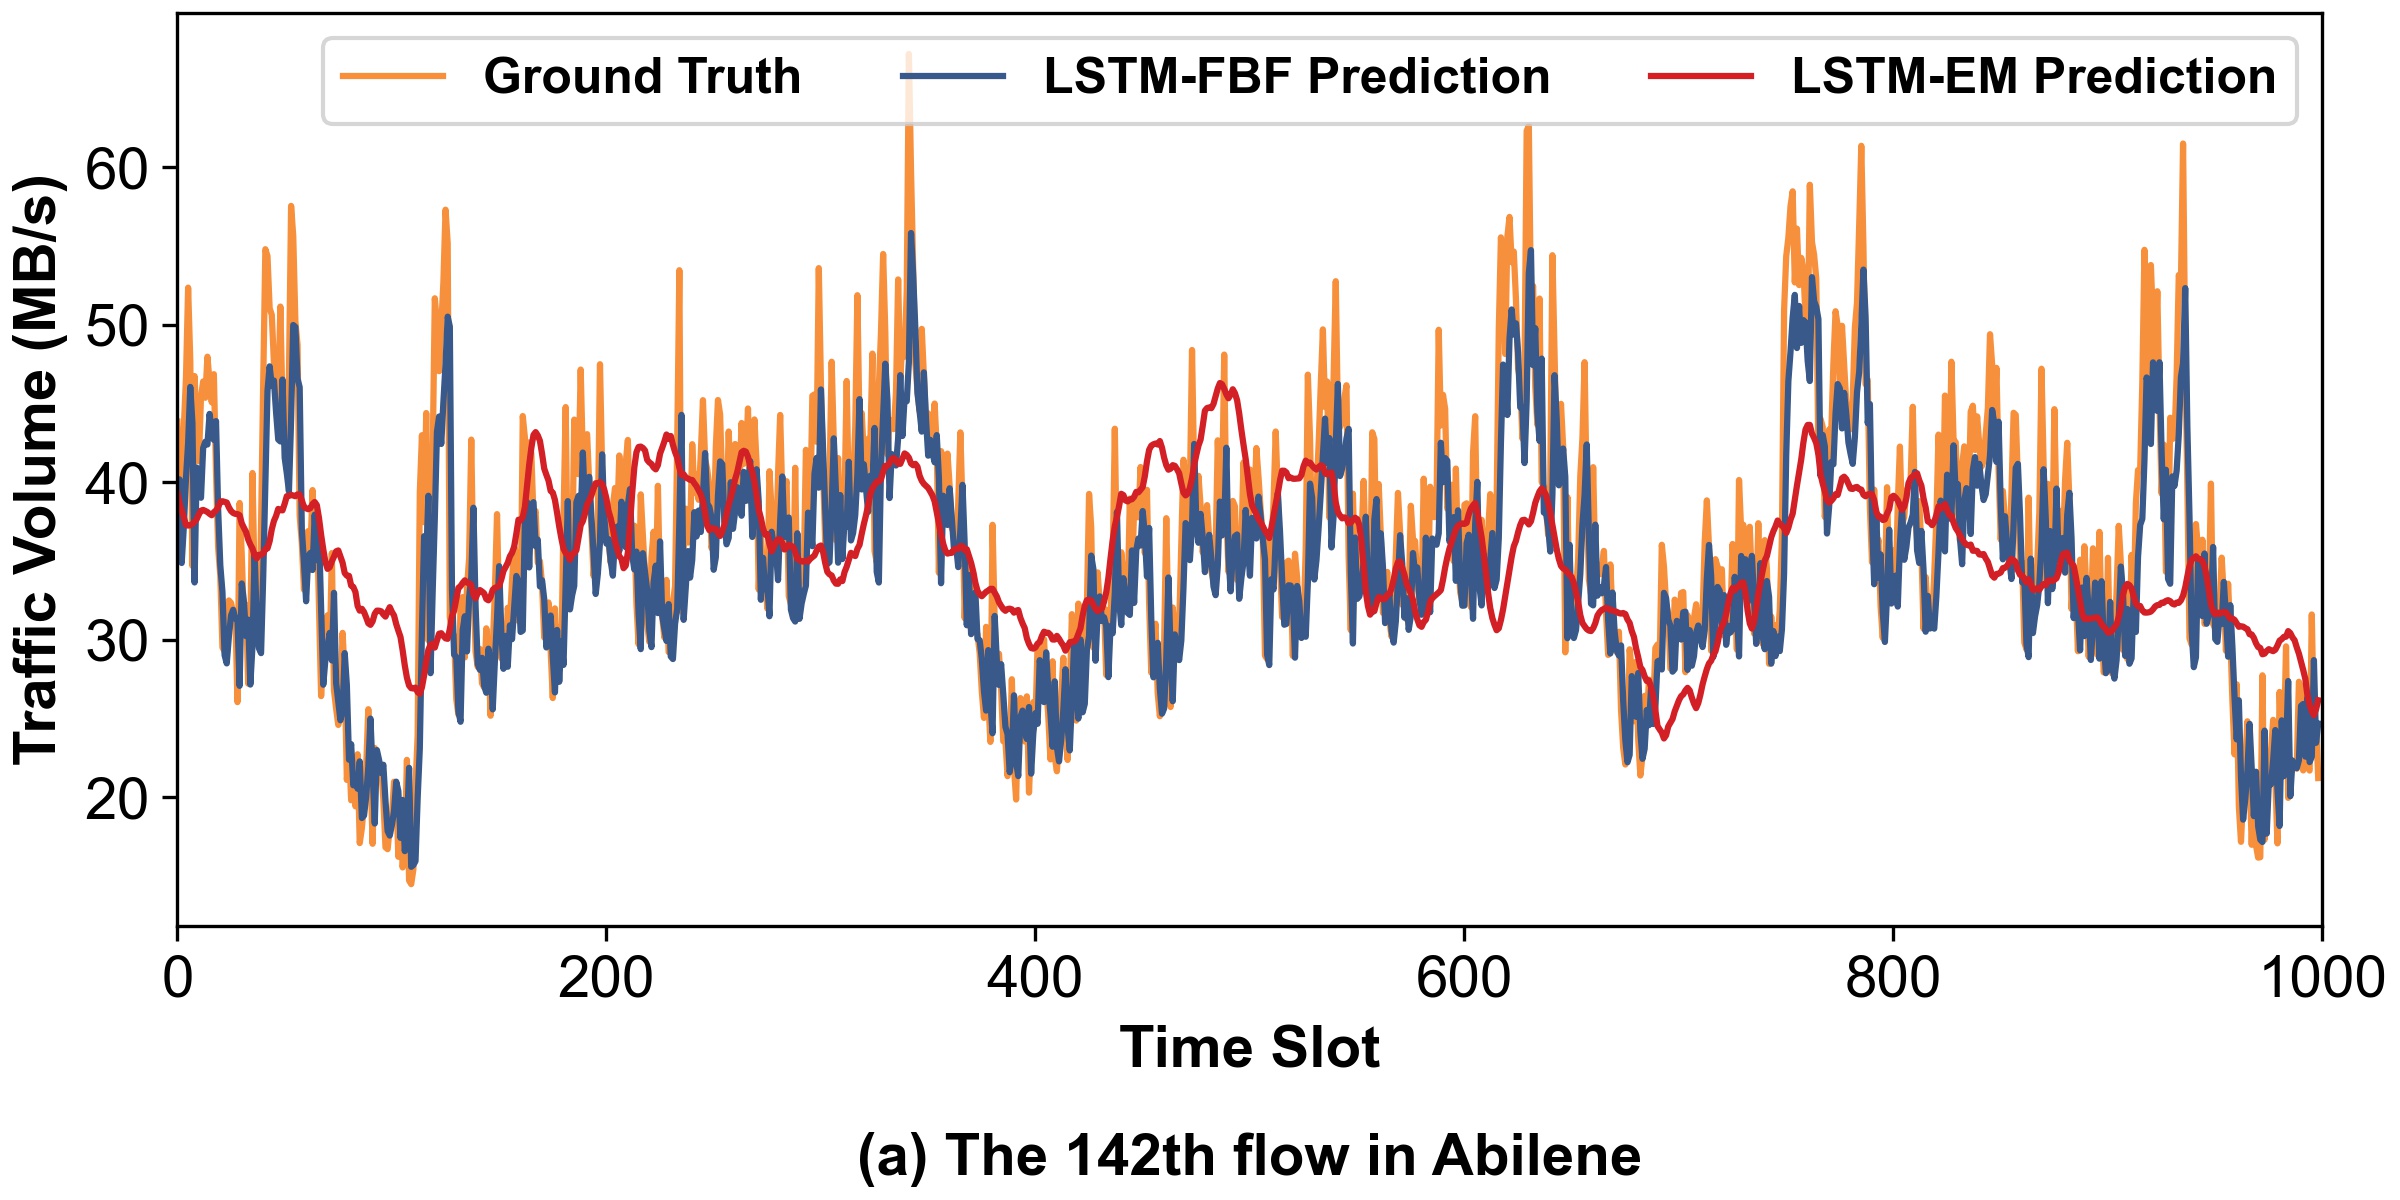 Ground Truth LSTM-FBF Prediction LSTM-EM Prediction
Traffic Volume (MB/s)
60
50
40
30
20
0 200 400 600 800 1000
Time Slot
(a) The 142th flow in Abilene